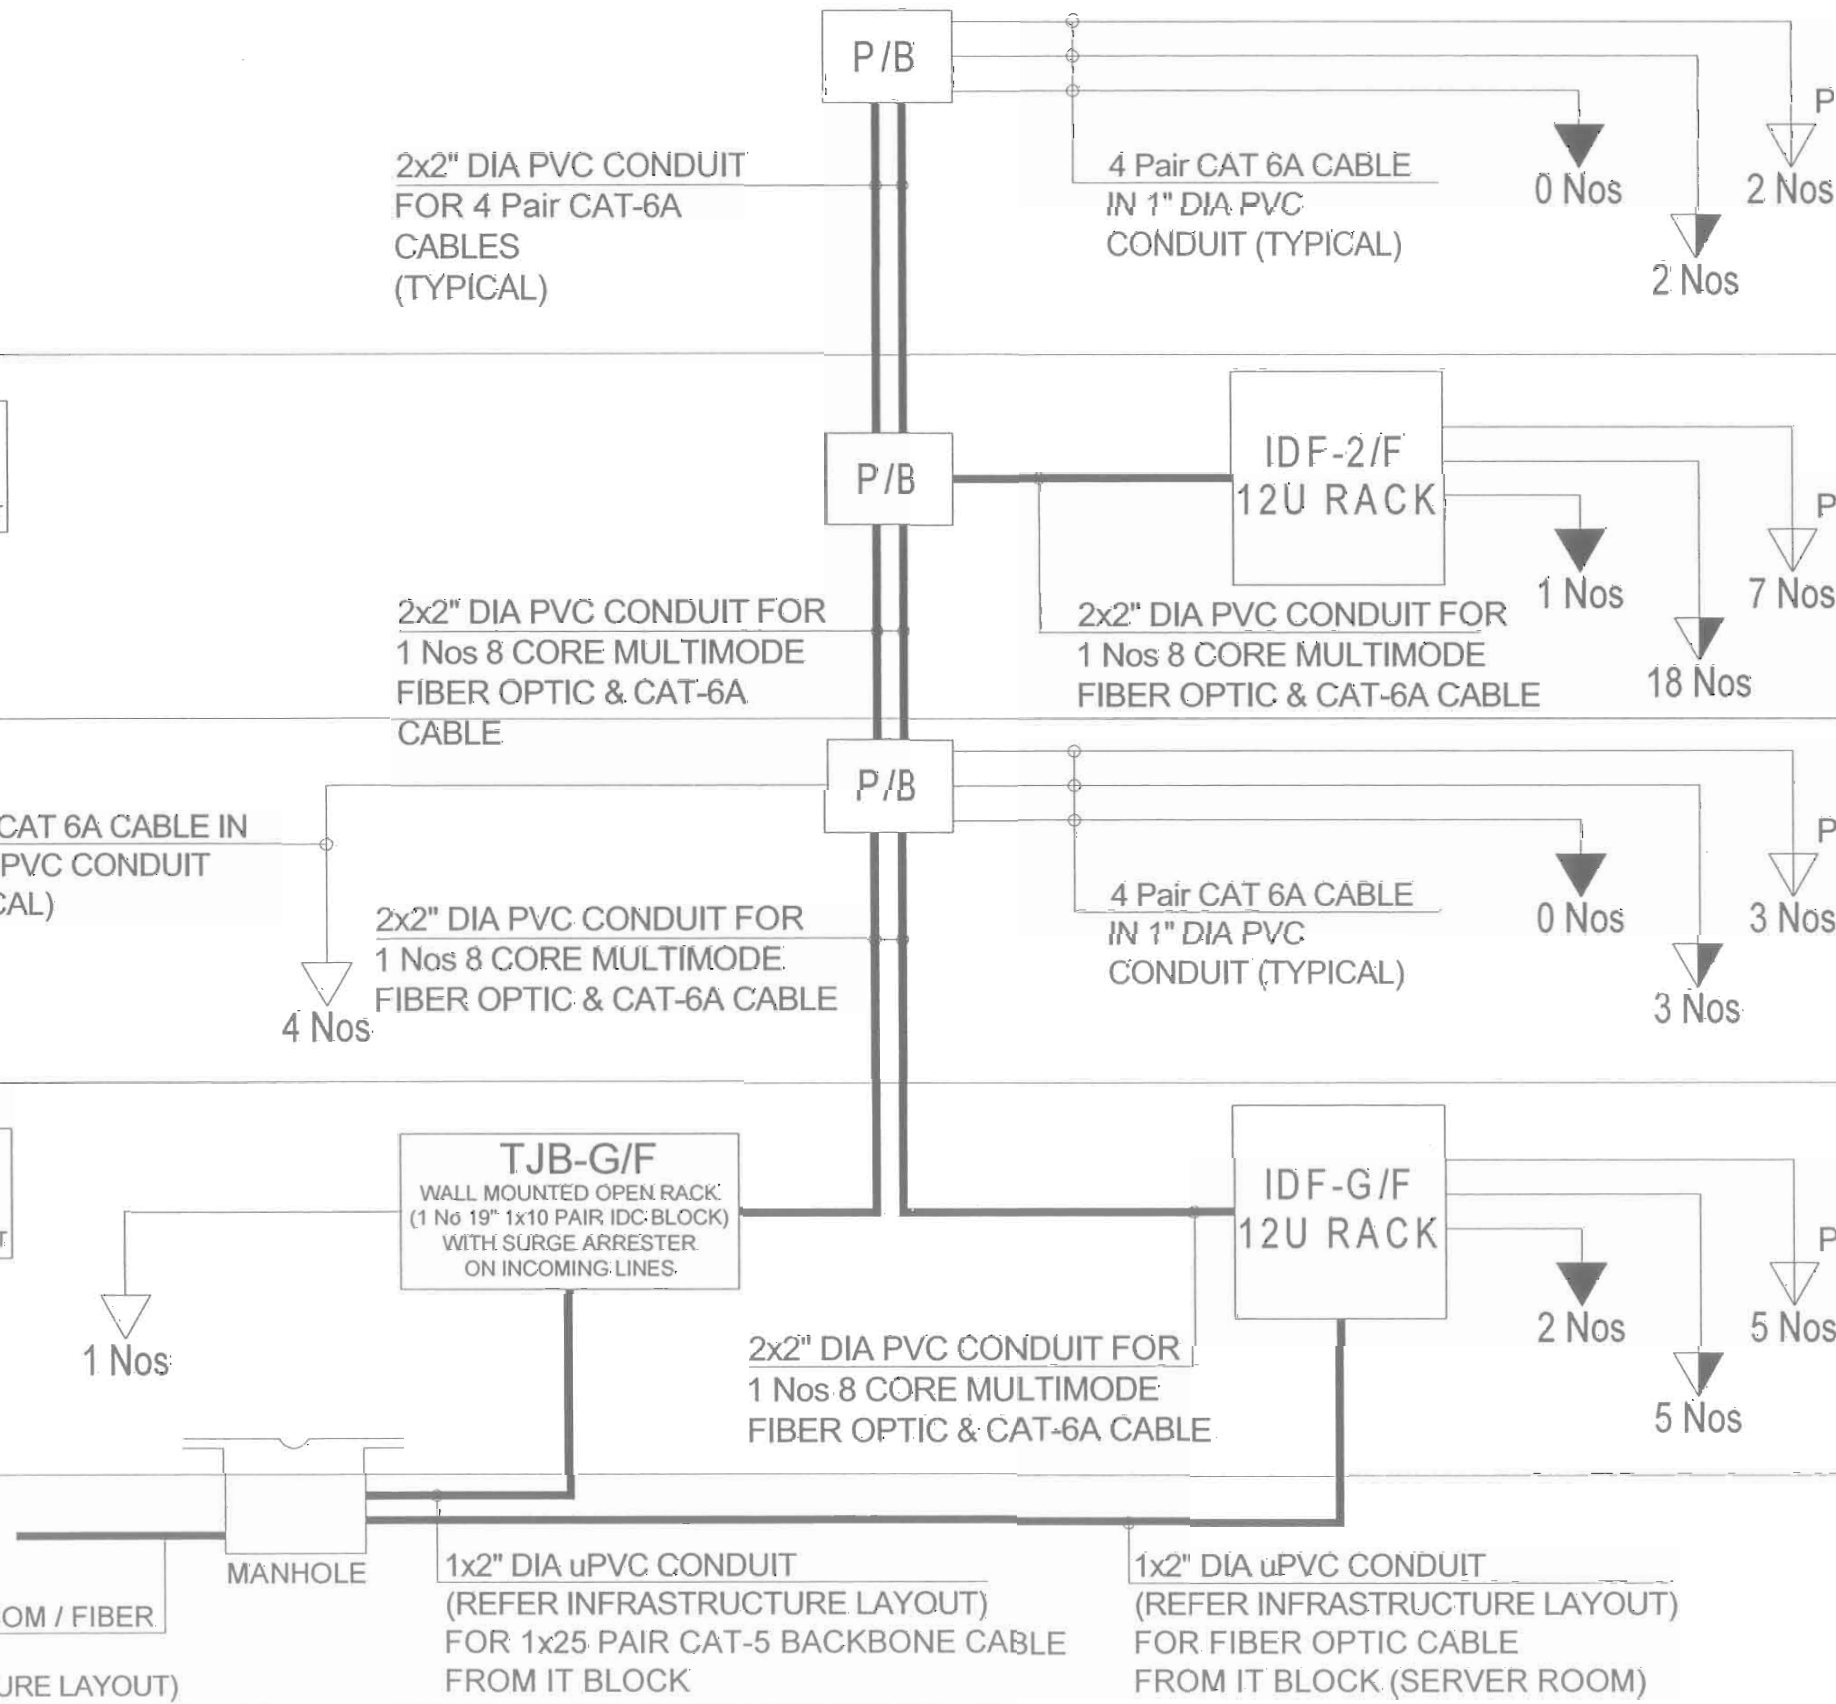 P/B
P
2x2" DIA PVC CONDUIT
FOR 4 Pair CAT-6A
CABLES
(TYPICAL)
4 Pair CAT 6A CABLE
IN 1" DIA PVC
CONDUIT (TYPICAL)
0 Nos
2 Nos
2 Nos
P/B
IDF-2/F
12U RACK
P
1 Nos
7 Nos
18 Nos
2x2" DIA PVC CONDUIT FOR
1 Nos 8 CORE MULTIMODE
FIBER OPTIC & CAT-6A
CABLE
2x2" DIA PVC CONDUIT FOR
1 Nos 8 CORE MULTIMODE
FIBER OPTIC & CAT-6A CABLE
P/B
P
CAT 6A CABLE IN
PVC CONDUIT
CAL)
4 Nos
2x2" DIA PVC CONDUIT FOR
1 Nos 8 CORE MULTIMODE
FIBER OPTIC & CAT-6A CABLE
4 Pair CAT 6A CABLE
IN 1" DIA PVC
CONDUIT (TYPICAL)
0 Nos
3 Nos
3 Nos
TJB-G/F
WALL MOUNTED OPEN RACK
(1 No 19" 1x10 PAIR IDC BLOCK)
WITH SURGE ARRESTER
ON INCOMING LINES
1 Nos
IDF-G/F
12U RACK
T
P
2 Nos
5 Nos
5 Nos
2x2" DIA PVC CONDUIT FOR
1 Nos 8 CORE MULTIMODE
FIBER OPTIC & CAT-6A CABLE
MANHOLE
OM / FIBER
URE LAYOUT)
1x2" DIA uPVC CONDUIT
(REFER INFRASTRUCTURE LAYOUT)
FOR 1x25 PAIR CAT-5 BACKBONE CABLE
FROM IT BLOCK
1x2" DIA uPVC CONDUIT
(REFER INFRASTRUCTURE LAYOUT)
FOR FIBER OPTIC CABLE
FROM IT BLOCK (SERVER ROOM)